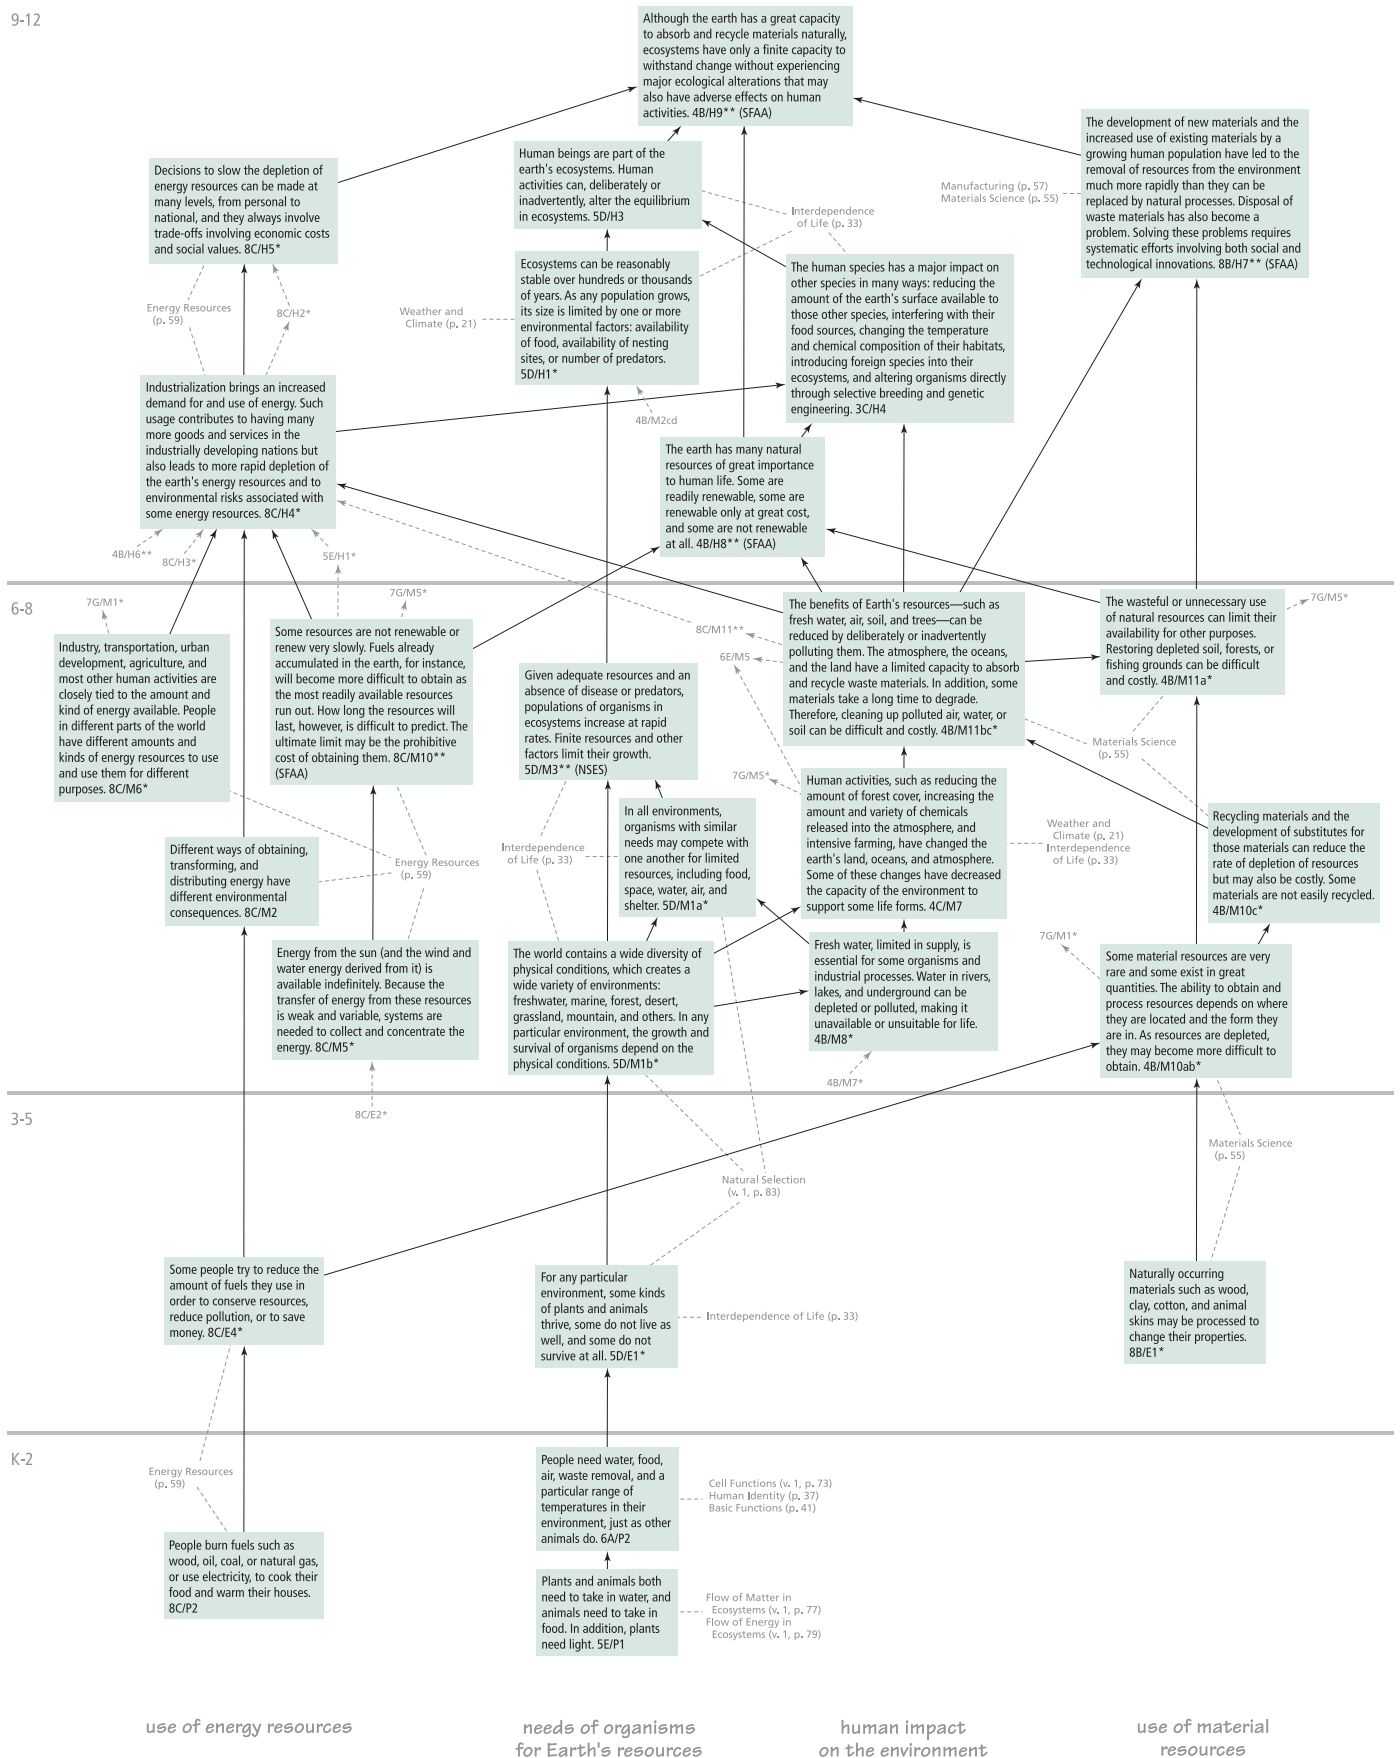 9-12
Although the earth has a great capacity
to absorb and recycle materials naturally,
ecosystems have only a finite capacity to
withstand change without experiencing
major ecological alterations that may
also have adverse effects on human
activities. 4B/H9** (SFAA)
The development of new materials and the
increased use of existing materials by a
growing human population have led to the
removal of resources from the environment
much more rapidly than they can be
replaced by natural processes. Disposal of
waste materials has also become a
problem. Solving these problems requires
systematic efforts involving both social and
technological innovations. 8B/H7** (SFAA)
Human beings are part of the
earth's ecosystems. Human
activities can, deliberately or
inadvertently, alter the equilibrium
in ecosystems. 5D/H3
Decisions to slow the depletion of
energy resources can be made at
many levels, from personal to
national, and they always involve
trade-offs involving economic costs
and social values. 8C/H5*
Manufacturing (p. 57)
Materials Science (p. 55)
Interdependence
of Life (p. 33)
Ecosystems can be reasonably
stable over hundreds or thousands
of years. As any population grows,
its size is limited by one or more
environmental factors: availability
of food, availability of nesting
sites, or number of predators.
5D/H1*
The human species has a major impact on
other species in many ways: reducing the
amount of the earth's surface available to
those other species, interfering with their
food sources, changing the temperature
and chemical composition of their habitats,
introducing foreign species into their
ecosystems, and altering organisms directly
through selective breeding and genetic
engineering. 3C/H4
Energy Resources
(p. 59)
8C/H2*
Weather and
Climate (p. 21)
Industrialization brings an increased
demand for and use of energy. Such
usage contributes to having many
more goods and services in the
industrially developing nations but
also leads to more rapid depletion of
the earth's energy resources and to
environmental risks associated with
some energy resources. 8C/H4*
4B/M2cd
The earth has many natural
resources of great importance
to human life. Some are
readily renewable, some are
renewable only at great cost,
and some are not renewable
at all. 4B/H8** (SFAA)
4B/H6**
8C/H3*
5E/H1*
6-8
7G/M1*
7G/M5*
Industry, transportation, urban
development, agriculture, and
most other human activities are
closely tied to the amount and
kind of energy available. People
in different parts of the world
have different amounts and
kinds of energy resources to use
and use them for different
purposes. 8C/M6*
Some resources are not renewable or
renew very slowly. Fuels already
accumulated in the earth, for instance,
will become more difficult to obtain as
the most readily available resources
run out. How long the resources will
last, however, is difficult to predict. The
ultimate limit may be the prohibitive
cost of obtaining them. 8C/M10**
(SFAA)
The benefits of Earth's resources—such as
fresh water, air, soil, and trees—can be
reduced by deliberately or inadvertently
polluting them. The atmosphere, the oceans,
and the land have a limited capacity to absorb
and recycle waste materials. In addition, some
materials take a long time to degrade.
Therefore, cleaning up polluted air, water, or
soil can be difficult and costly. 4B/M11bc*
The wasteful or unnecessary use
of natural resources can limit their
availability for other purposes.
Restoring depleted soil, forests, or
fishing grounds can be difficult
and costly. 4B/M11a*
7G/M5*
8C/M11**
6E/M5
Given adequate resources and an
absence of disease or predators,
populations of organisms in
ecosystems increase at rapid
rates. Finite resources and other
factors limit their growth.
5D/M3** (NSES)
Materials Science
(p. 55)
7G/M5*
Human activities, such as reducing the
amount of forest cover, increasing the
amount and variety of chemicals
released into the atmosphere, and
intensive farming, have changed the
earth's land, oceans, and atmosphere.
Some of these changes have decreased
the capacity of the environment to
support some life forms. 4C/M7
In all environments,
organisms with similar
needs may compete with
one another for limited
resources, including food,
space, water, air, and
shelter. 5D/M1a*
Weather and
Climate (p. 21)
Interdependence
of Life (p. 33)
Recycling materials and the
development of substitutes for
those materials can reduce the
rate of depletion of resources
but may also be costly. Some
materials are not easily recycled.
4B/M10c*
Different ways of obtaining,
transforming, and
distributing energy have
different environmental
consequences. 8C/M2
Energy Resources
(p. 59)
Interdependence
of Life (p. 33)
Energy from the sun (and the wind and
water energy derived from it) is
available indefinitely. Because the
transfer of energy from these resources
is weak and variable, systems are
needed to collect and concentrate the
energy. 8C/M5*
The world contains a wide diversity of
physical conditions, which creates a
wide variety of environments:
freshwater, marine, forest, desert,
grassland, mountain, and others. In any
particular environment, the growth and
survival of organisms depend on the
physical conditions. 5D/M1b*
Fresh water, limited in supply, is
essential for some organisms and
industrial processes. Water in rivers,
lakes, and underground can be
depleted or polluted, making it
unavailable or unsuitable for life.
4B/M8*
7G/M1*
Some material resources are very
rare and some exist in great
quantities. The ability to obtain and
process resources depends on where
they are located and the form they
are in. As resources are depleted,
they may become more difficult to
obtain. 4B/M10ab*
4B/M7*
3-5
8C/E2*
Materials Science
(p. 55)
Natural Selection
(v. 1, p. 83)
Some people try to reduce the
amount of fuels they use in
order to conserve resources,
reduce pollution, or to save
money. 8C/E4*
For any particular
environment, some kinds
of plants and animals
thrive, some do not live as
well, and some do not
survive at all. 5D/E1*
Interdependence of Life (p. 33)
Naturally occurring
materials such as wood,
clay, cotton, and animal
skins may be processed to
change their properties.
8B/E1*
K-2
Energy Resources
(p. 59)
People need water, food,
air, waste removal, and a
particular range of
temperatures in their
environment, just as other
animals do. 6A/P2
Cell Functions (v. 1, p. 73)
Human Identity (p. 37)
Basic Functions (p. 41)
People burn fuels such as
wood, oil, coal, or natural gas,
or use electricity, to cook their
food and warm their houses.
8C/P2
Plants and animals both
need to take in water, and
animals need to take in
food. In addition, plants
need light. 5E/P1
Flow of Matter in
Ecosystems (v. 1, p. 77)
Flow of Energy in
Ecosystems (v. 1, p. 79)
use of energy resources
needs of organisms
for Earth's resources
human impact
on the environment
use of material
resources